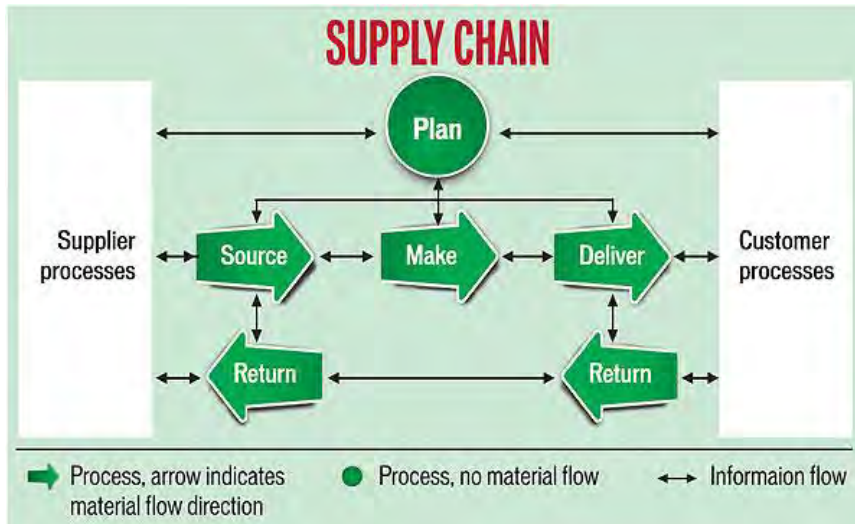 SUPPLY CHAIN
Plan
Supplier
processes
Source
Make
Deliver
Customer
processes
Return
Return
Process, arrow indicates
material flow direction
Process, no material flow
Informaion flow